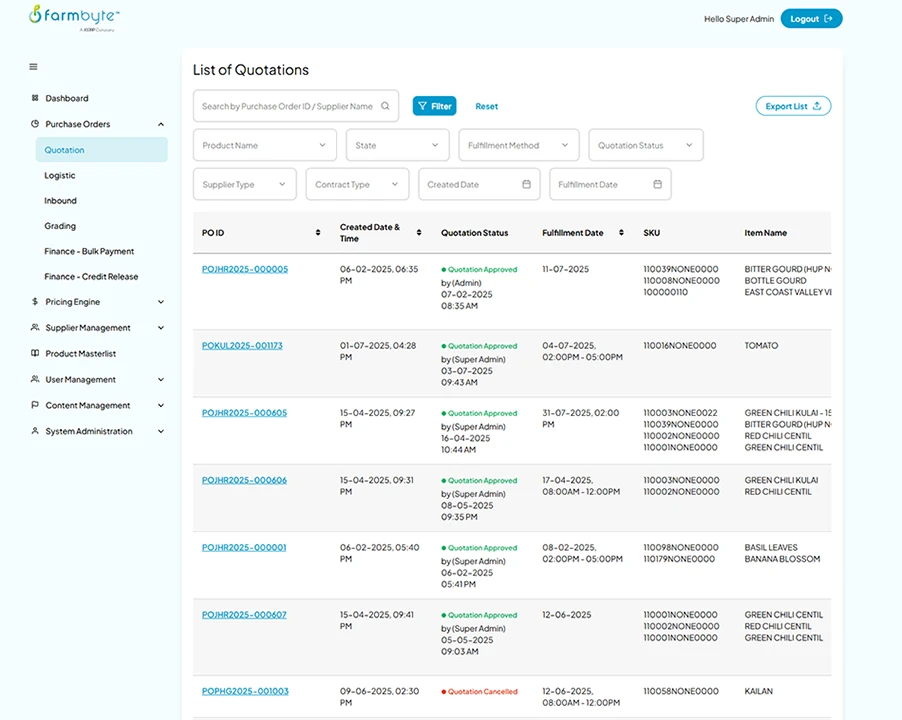 farmbyte™
Hello Super Admin
Logout
List of Quotations
Search by Purchase Order ID / Supplier Name
Filter
Reset
Export List
Product Name
State
Fulfillment Method
Quotation Status
Supplier Type
Contract Type
Created Date
Fulfillment Date
Dashboard
Purchase Orders
Quotation
Logistic
Inbound
Grading
Finance - Bulk Payment
Finance - Credit Release
Pricing Engine
Supplier Management
Product Masterlist
User Management
Content Management
System Administration
PO ID
Created Date &
Time
Quotation Status
Fulfillment Date
SKU
Item Name
POJHR2025-000005
06-02-2025, 06:35
PM
Quotation Approved
by (Admin)
07-02-2025
08:35 AM
11-07-2025
110039NONE0000
110008NONE0000
100000110
BITTER GOURD (HUP N
BOTTLE GOURD
EAST COAST VALLEY VE
POKUL2025-001173
01-07-2025, 04:28
PM
Quotation Approved
by (Super Admin)
03-07-2025
09:43 AM
04-07-2025,
02:00PM - 05:00PM
110016NONE0000
TOMATO
POJHR2025-000605
15-04-2025, 09:27
PM
Quotation Approved
by (Super Admin)
16-04-2025
10:44 AM
31-07-2025, 02:00
PM
110003NONE0022
110039NONE0000
110002NONE0000
110001NONE0000
GREEN CHILI KULAI - 15
BITTER GOURD (HUP N
RED CHILI CENTIL
GREEN CHILI CENTIL
POJHR2025-000606
15-04-2025, 09:31
PM
Quotation Approved
by (Super Admin)
08-05-2025
09:35 PM
17-04-2025,
08:00AM - 12:00PM
110003NONE0000
110002NONE0000
GREEN CHILI KULAI
RED CHILI CENTIL
POJHR2025-000001
06-02-2025, 05:40
PM
Quotation Approved
by (Super Admin)
06-02-2025
05:41 PM
08-02-2025,
02:00PM - 05:00PM
110098NONE0000
110179NONE0000
BASIL LEAVES
BANANA BLOSSOM
POJHR2025-000607
15-04-2025, 09:41
PM
Quotation Approved
by (Super Admin)
05-05-2025
09:03 AM
12-06-2025
110001NONE0000
110002NONE0000
110001NONE0000
GREEN CHILI CENTIL
RED CHILI CENTIL
GREEN CHILI CENTIL
POPHG2025-001003
09-06-2025, 02:30
PM
Quotation Cancelled
12-06-2025,
08:00AM - 12:00PM
110058NONE0000
KAILAN